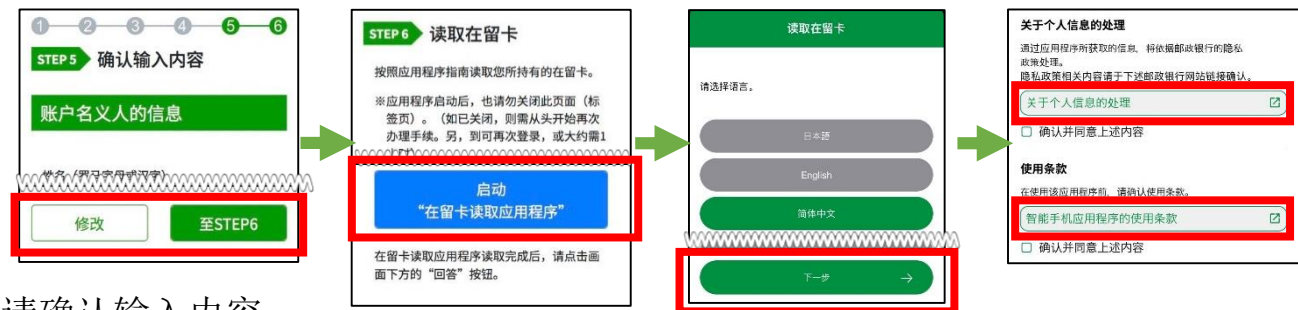 1 2 3 4 5 6
STEP 5 确认输入内容
账户名义人的信息
修改
至STEP6
STEP 6 读取在留卡
按照应用程序指南读取您所持有的在留卡。
※应用程序启动后，也请勿关闭此页面（标
签页）。（如已关闭，则需从头开始再次
办理手续。另，到可再次登录，或大约需1
启动
“在留卡读取应用程序”
在留卡读取应用程序读取完成后，请点击画
面下方的“回答”按钮。
读取在留卡
请选择语言。
日本語
English
简体中文
下一步 →
关于个人信息的处理
通过应用程序所获取的信息，将依据邮政银行的隐私
政策处理。
隐私政策相关内容请于下述邮政银行网站链接确认。
关于个人信息的处理
确认并同意上述内容
使用条款
在使用该应用程序前，请确认使用条款。
智能手机应用程序的使用条款
确认并同意上述内容
请确认输入内容